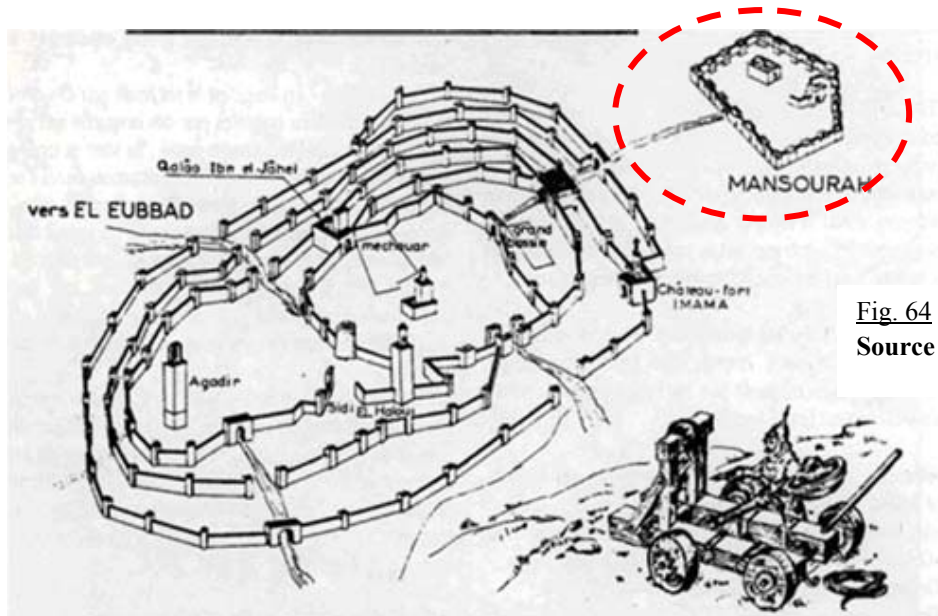 MANSOURAH
Qalâa Ibn el Jâhel
vers EL EUBBAD
mechouar
Grand
Bassin
Château-fort
IMAMA
Fig. 64
Source
Agadir
Sidi EL Haloui